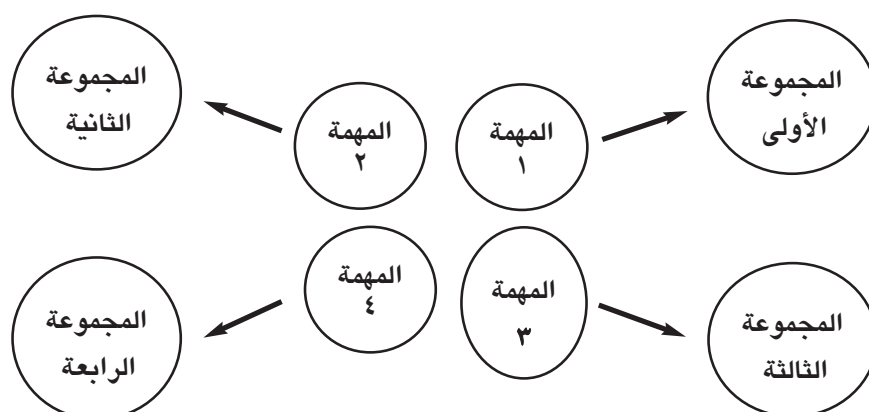 المجموعة
الأولى
المهمة
١
المهمة
٢
المجموعة
الثانية
المجموعة
الثالثة
المهمة
٣
المهمة
٤
المجموعة
الرابعة